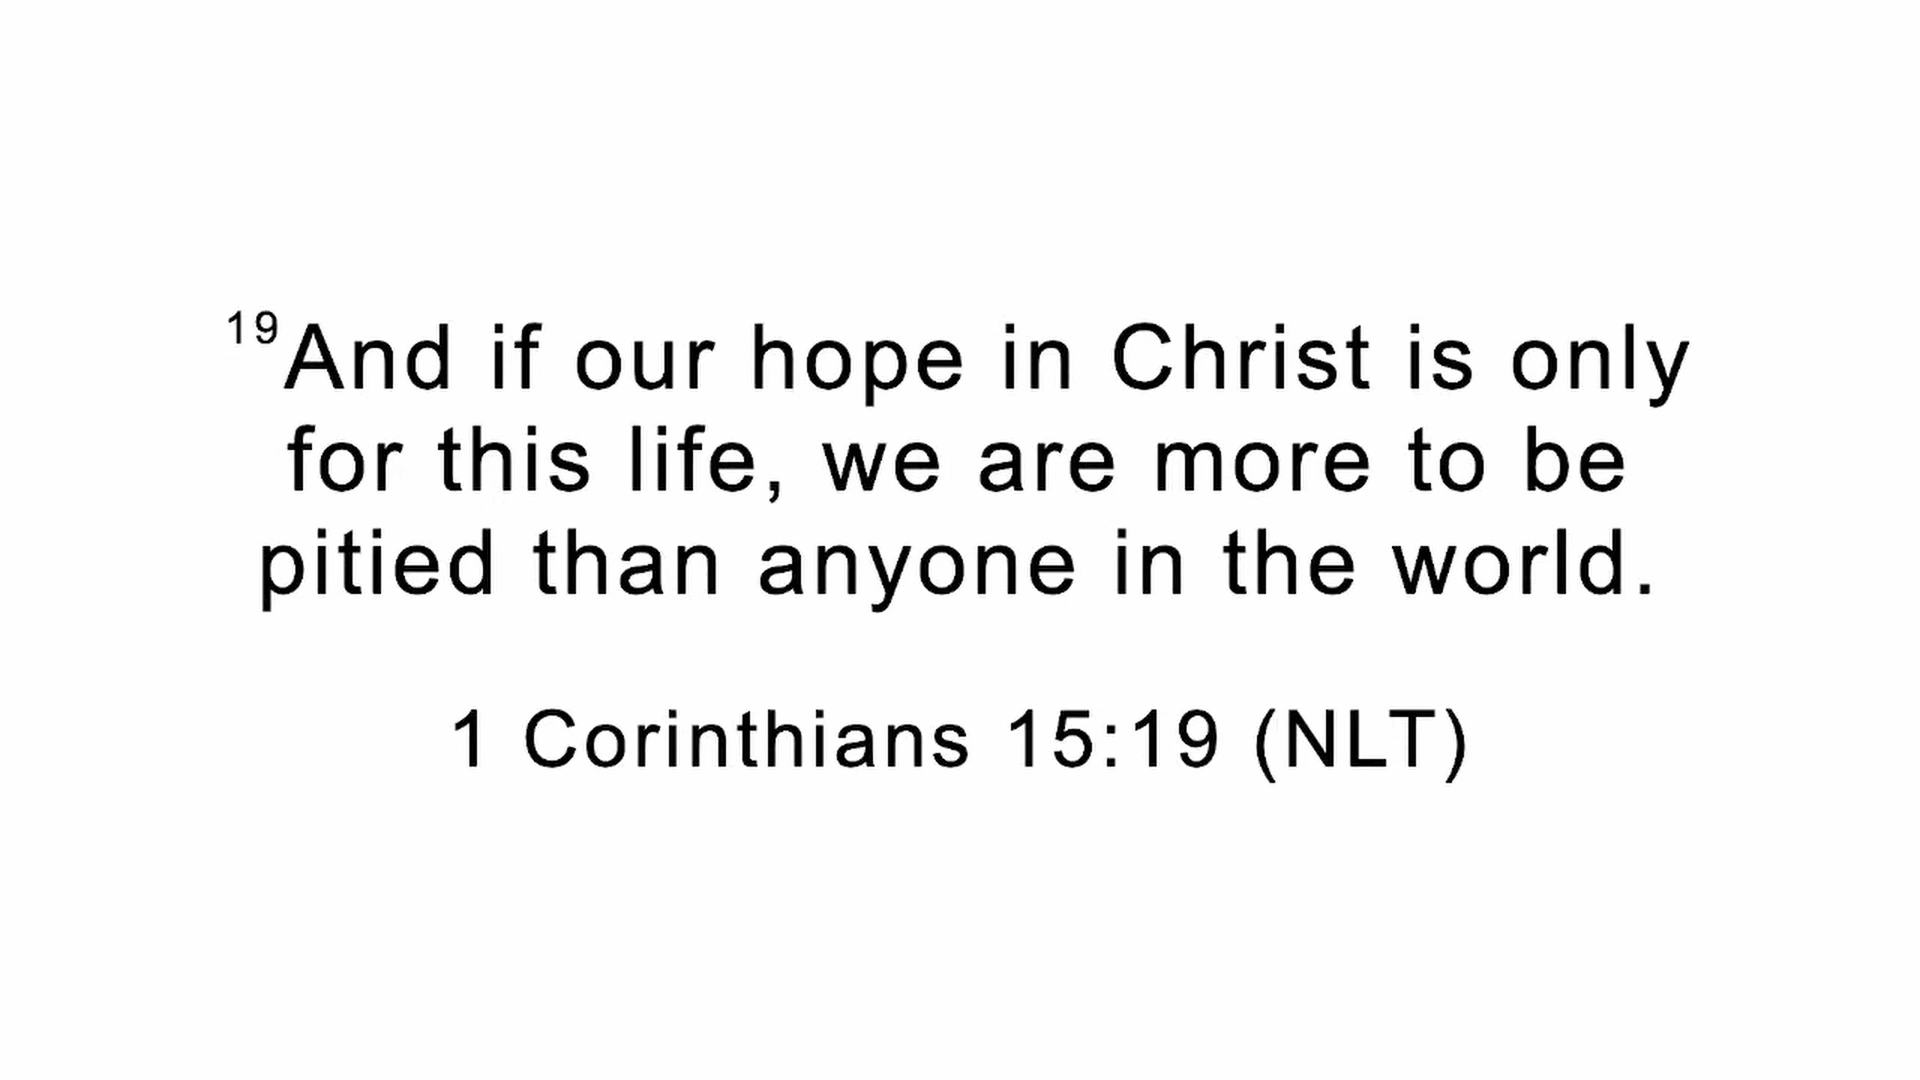 19And if our hope in Christ is only
for this life, we are more to be
pitied than anyone in the world.
1 Corinthians 15:19 (NLT)